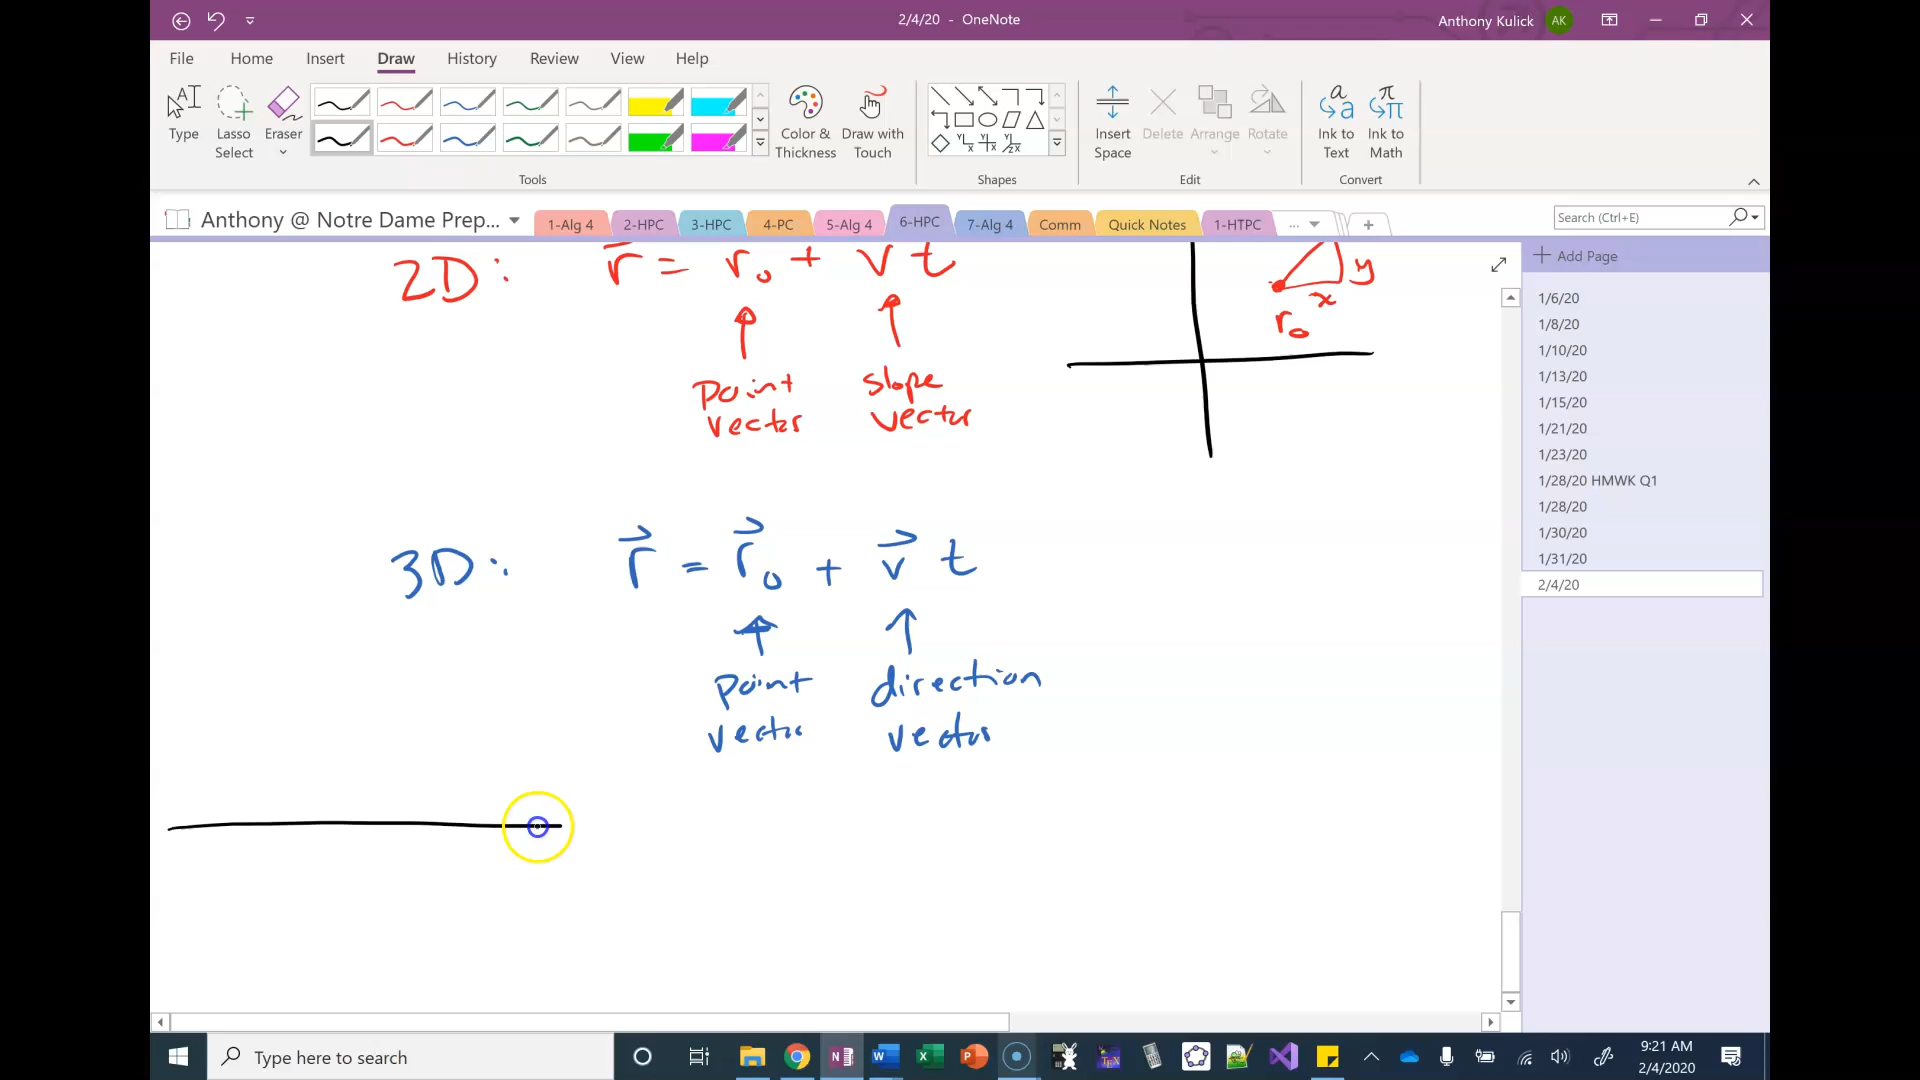 2/4/20 - OneNote
Anthony Kulick AK
File Home Insert Draw History Review View Help
Type
Lasso Select
Eraser
Color & Thickness
Draw with Touch
Insert Space
Delete
Arrange
Rotate
Ink to Text
Ink to Math
Tools Shapes Edit Convert
Anthony @ Notre Dame Prep...
1-Alg 4 2-HPC 3-HPC 4-PC 5-Alg 4 6-HPC 7-Alg 4 Comm Quick Notes 1-HTPC ...
Search (Ctrl+E)
Add Page
1/6/20
1/8/20
1/10/20
1/13/20
1/15/20
1/21/20
1/23/20
1/28/20 HMWK Q1
1/28/20
1/30/20
1/31/20
2/4/20
2D: r = r₀ + v t
point vector
slope vector
y
x
r₀
3D: r⃗ = r⃗₀ + v⃗ t
point vector
direction vector
Type here to search
9:21 AM
2/4/2020